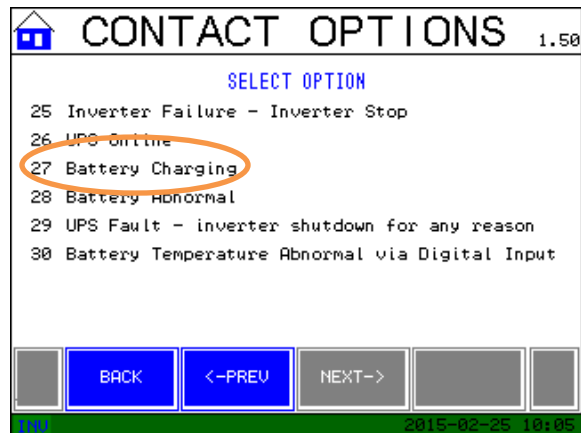 CONTACT OPTIONS 1.50
SELECT OPTION
25 Inverter Failure - Inverter Stop
26 UPS Online
27 Battery Charging
28 Battery Abnormal
29 UPS Fault - inverter shutdown for any reason
30 Battery Temperature Abnormal via Digital Input
BACK <-PREV NEXT->
INV 2015-02-25 10:05